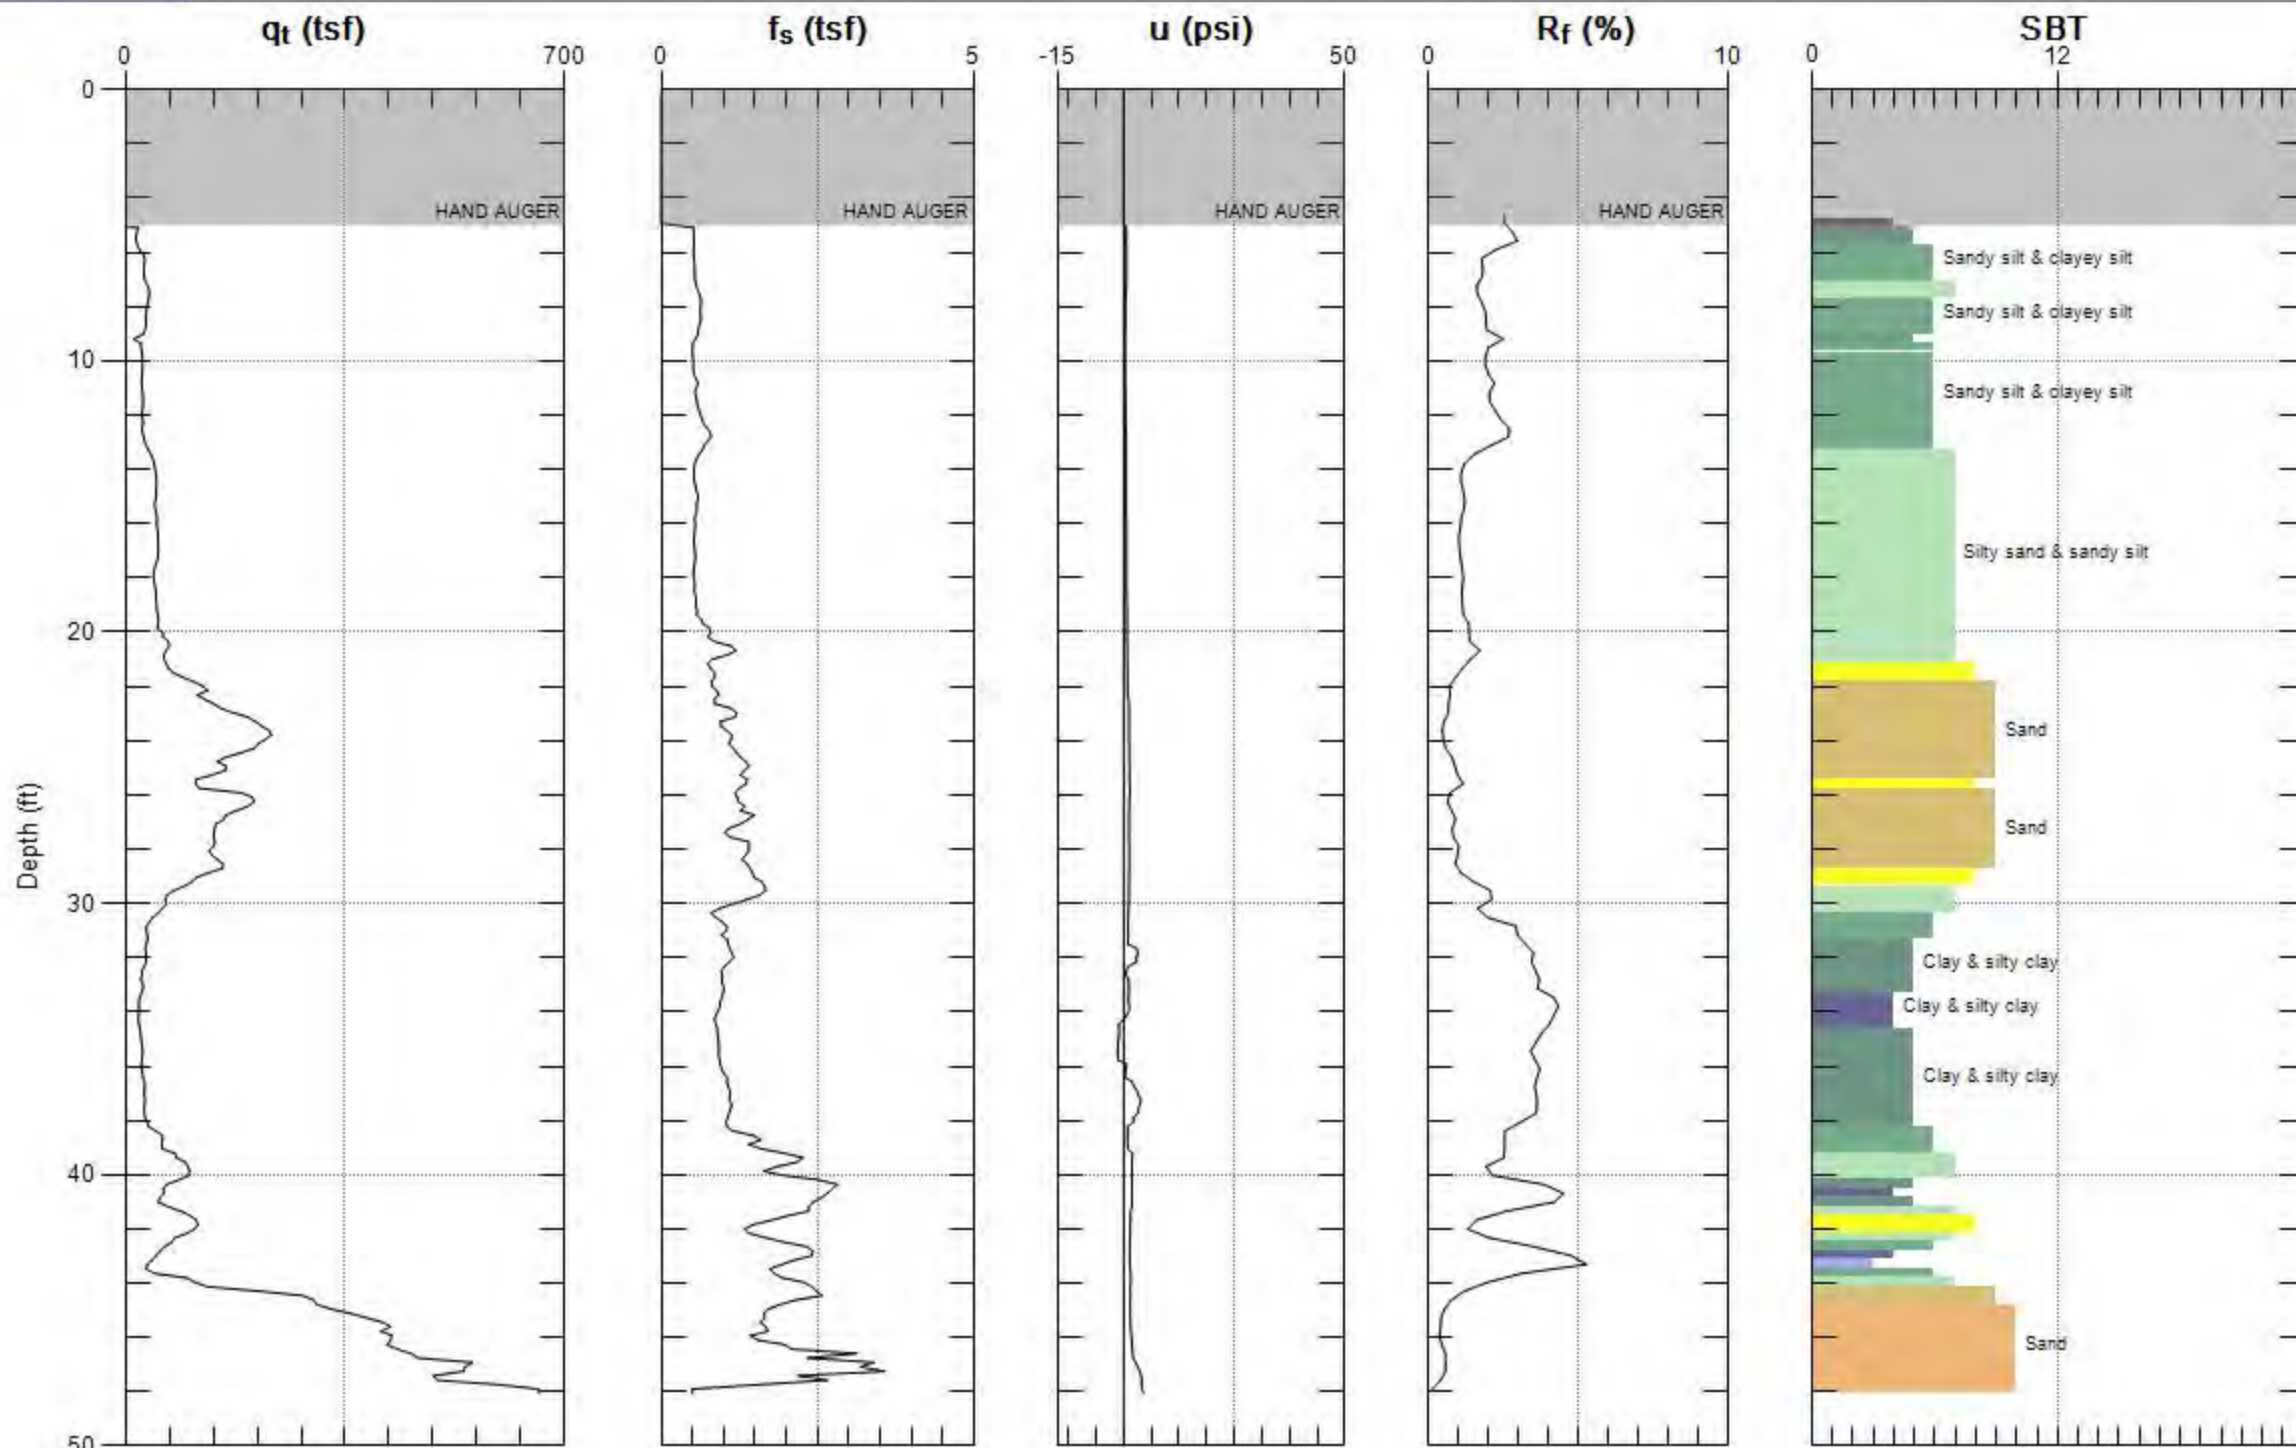 qt (tsf)
fs (tsf)
u (psi)
Rf (%)
SBT
0 700
0 5
-15 50
0 10
0 12
0
HAND AUGER
HAND AUGER
HAND AUGER
HAND AUGER
Sandy silt & clayey silt
Sandy silt & clayey silt
10
Sandy silt & clayey silt
Silty sand & sandy silt
20
Sand
Depth (ft)
Sand
30
Clay & silty clay
Clay & silty clay
Clay & silty clay
40
Sand
50